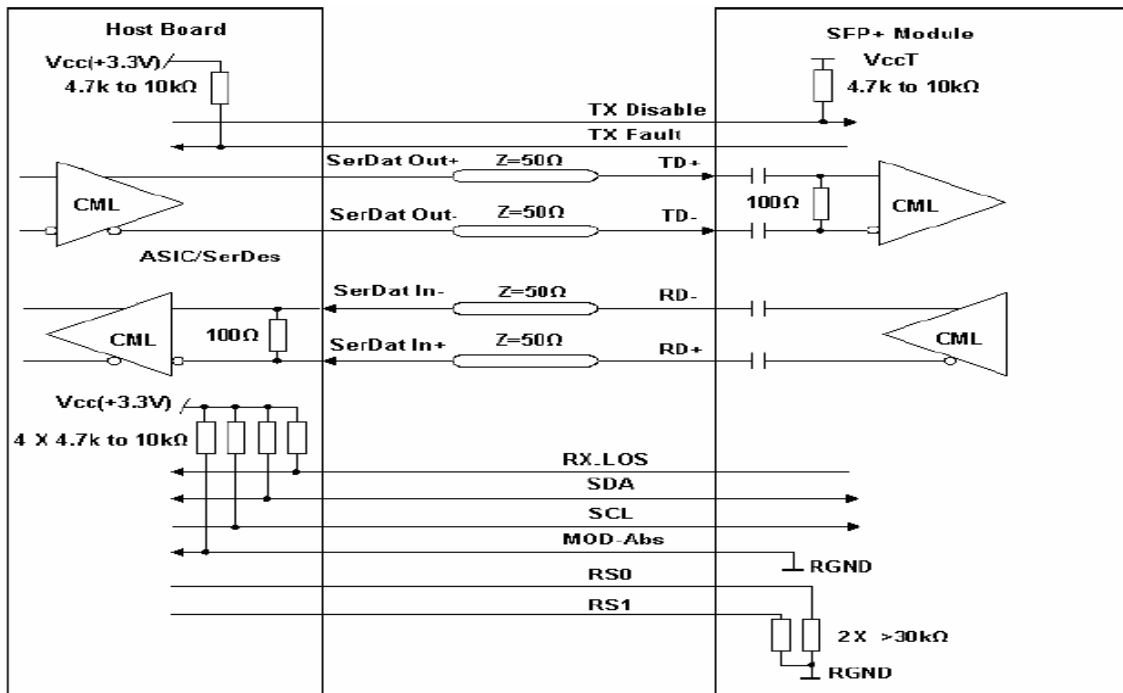 Host Board
SFP+ Module
Vcc(+3.3V)
4.7k to 10kΩ
VccT
4.7k to 10kΩ
TX Disable
TX Fault
SerDat Out+
Z=50Ω
TD+
CML
100Ω
CML
SerDat Out-
Z=50Ω
TD-
ASIC/SerDes
SerDat In-
Z=50Ω
RD-
CML
100Ω
CML
SerDat In+
Z=50Ω
RD+
Vcc(+3.3V)
4 X 4.7k to 10kΩ
RX_LOS
SDA
SCL
MOD-Abs
RGND
RS0
RS1
2X >30kΩ
RGND